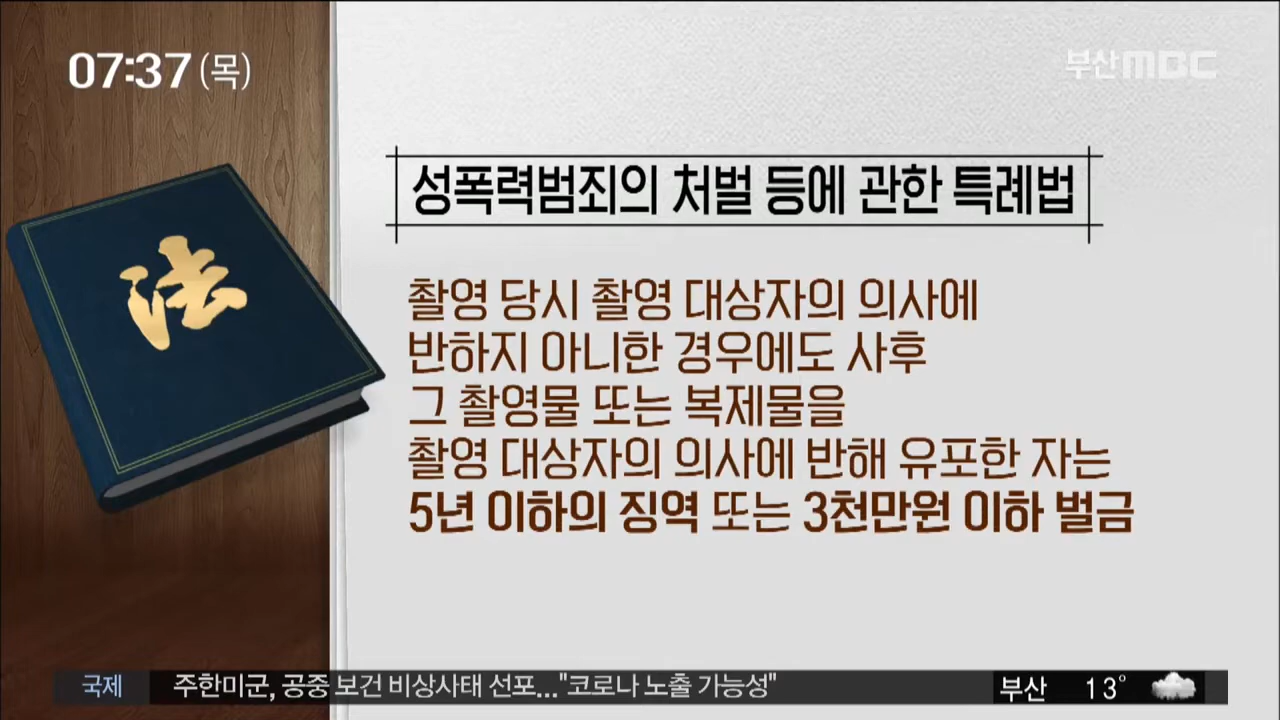 07:37 (목)
부산MBC
성폭력범죄의 처벌 등에 관한 특례법
法
촬영 당시 촬영 대상자의 의사에
반하지 아니한 경우에도 사후
그 촬영물 또는 복제물을
촬영 대상자의 의사에 반해 유포한 자는
5년 이하의 징역 또는 3천만원 이하 벌금
국제 주한미군, 공중 보건 비상사태 선포..."코로나 노출 가능성" 부산 13°